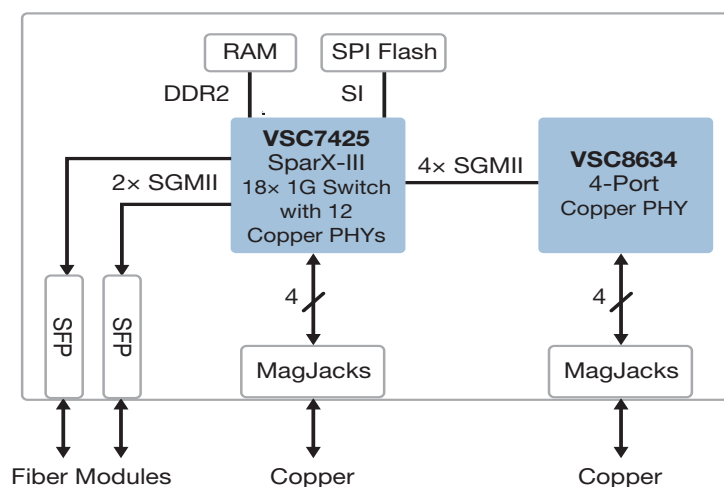 RAM
SPI Flash
DDR2
SI
VSC7425
SparX-III
18× 1G Switch
with 12
Copper PHYs
2× SGMII
4× SGMII
VSC8634
4-Port
Copper PHY
SFP
SFP
4
4
MagJacks
MagJacks
Fiber Modules
Copper
Copper